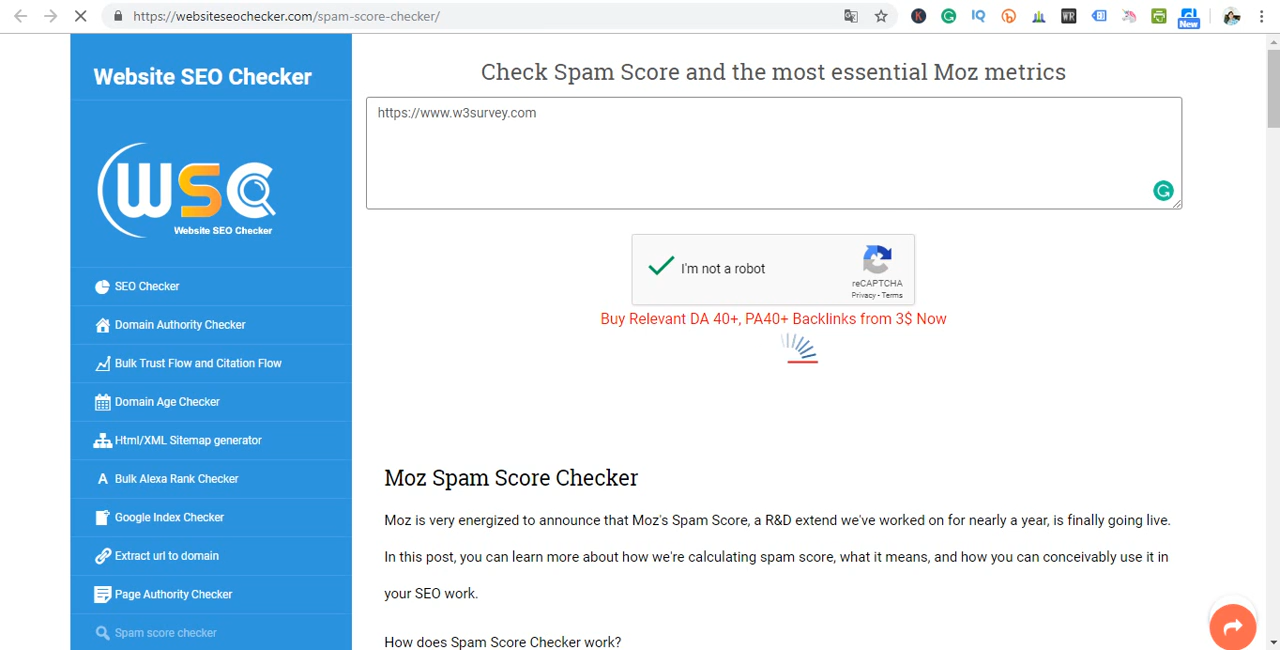 https://websiteseochecker.com/spam-score-checker/
New
Website SEO Checker
WSC
Website SEO Checker
SEO Checker
Domain Authority Checker
Bulk Trust Flow and Citation Flow
Domain Age Checker
Html/XML Sitemap generator
Bulk Alexa Rank Checker
Google Index Checker
Extract url to domain
Page Authority Checker
Spam score checker
Check Spam Score and the most essential Moz metrics
https://www.w3survey.com
I'm not a robot
reCAPTCHA
Privacy - Terms
Buy Relevant DA 40+, PA40+ Backlinks from 3$ Now
Moz Spam Score Checker
Moz is very energized to announce that Moz's Spam Score, a R&D extend we've worked on for nearly a year, is finally going live.
In this post, you can learn more about how we're calculating spam score, what it means, and how you can conceivably use it in
your SEO work.
How does Spam Score Checker work?